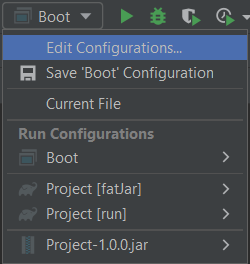 Boot
Edit Configurations...
Save 'Boot' Configuration
Current File
Run Configurations
Boot
Project [fatJar]
Project [run]
Project-1.0.0.jar